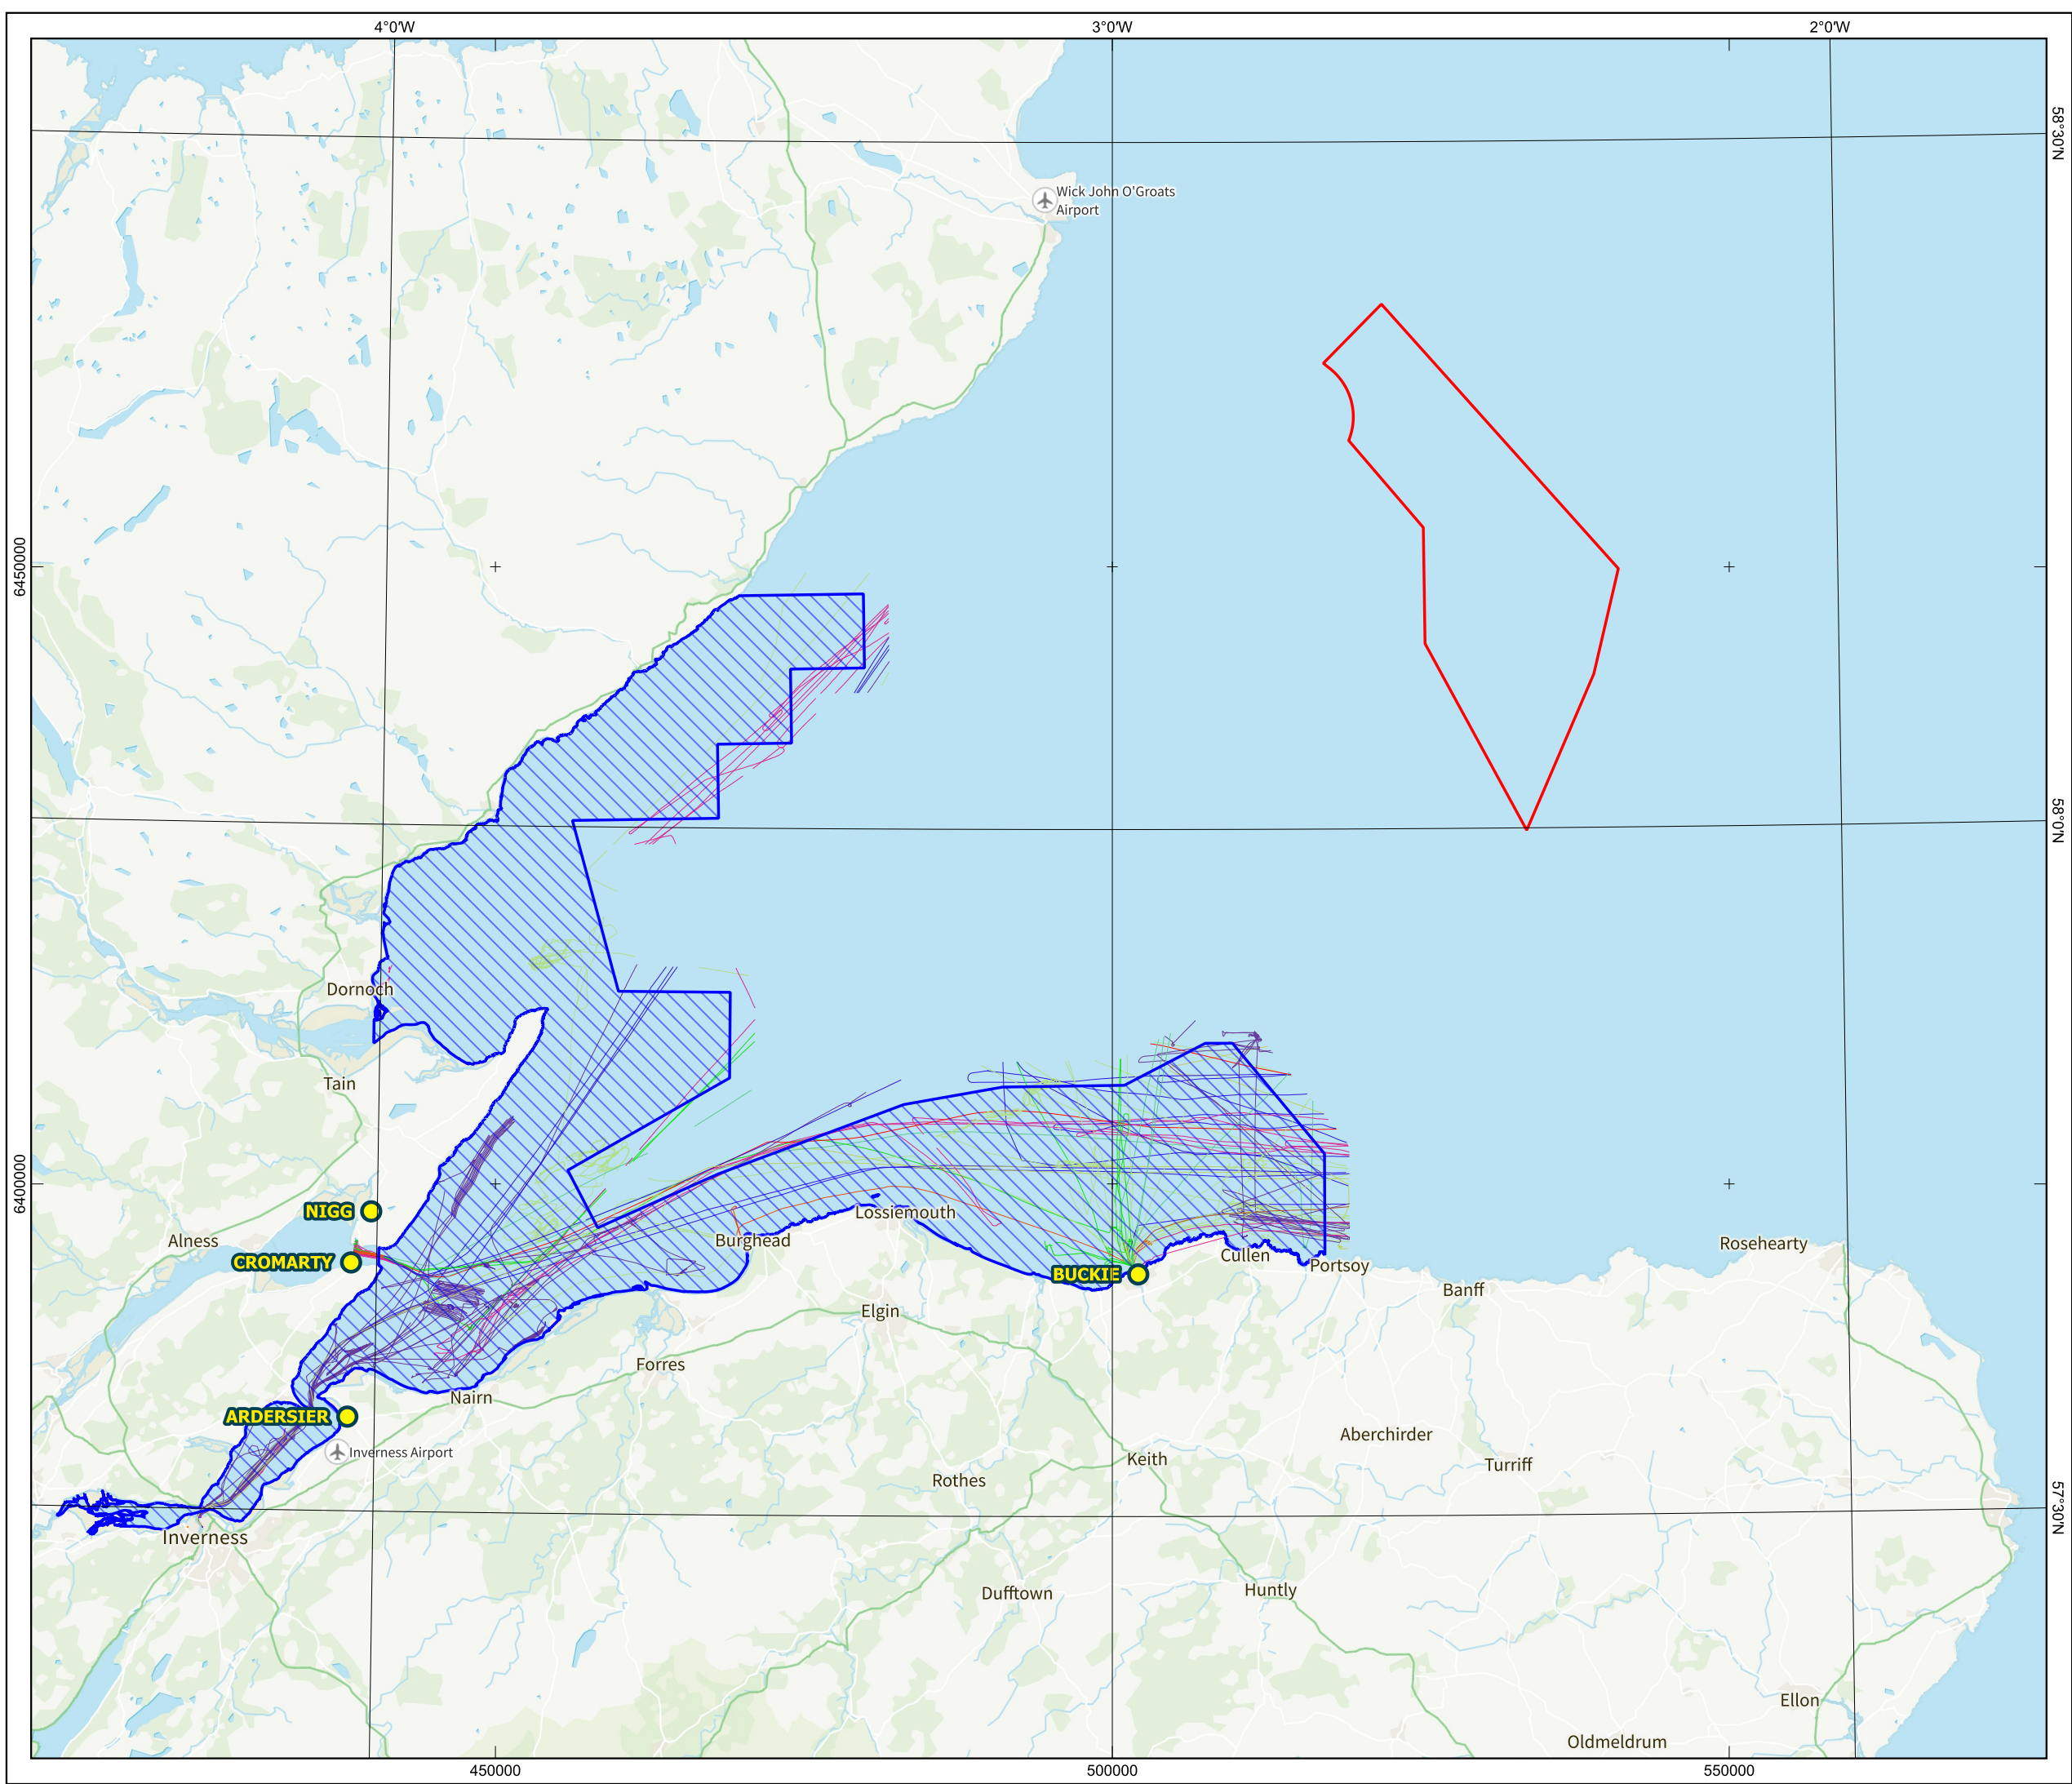 4°0'W
3°0'W
2°0'W
58°30'N
Wick John O'Groats
Airport
6450000
58°0'N
Dornoch
Tain
6400000
NIGG
Lossiemouth
Alness
Burghead
Rosehearty
CROMARTY
Cullen
Portsoy
BUCKIE
Banff
Elgin
Forres
Nairn
ARDERSIER
Aberchirder
Inverness Airport
Keith
Turriff
Rothes
57°30'N
Inverness
Huntly
Dufftown
Ellon
Oldmeldrum
450000
500000
550000